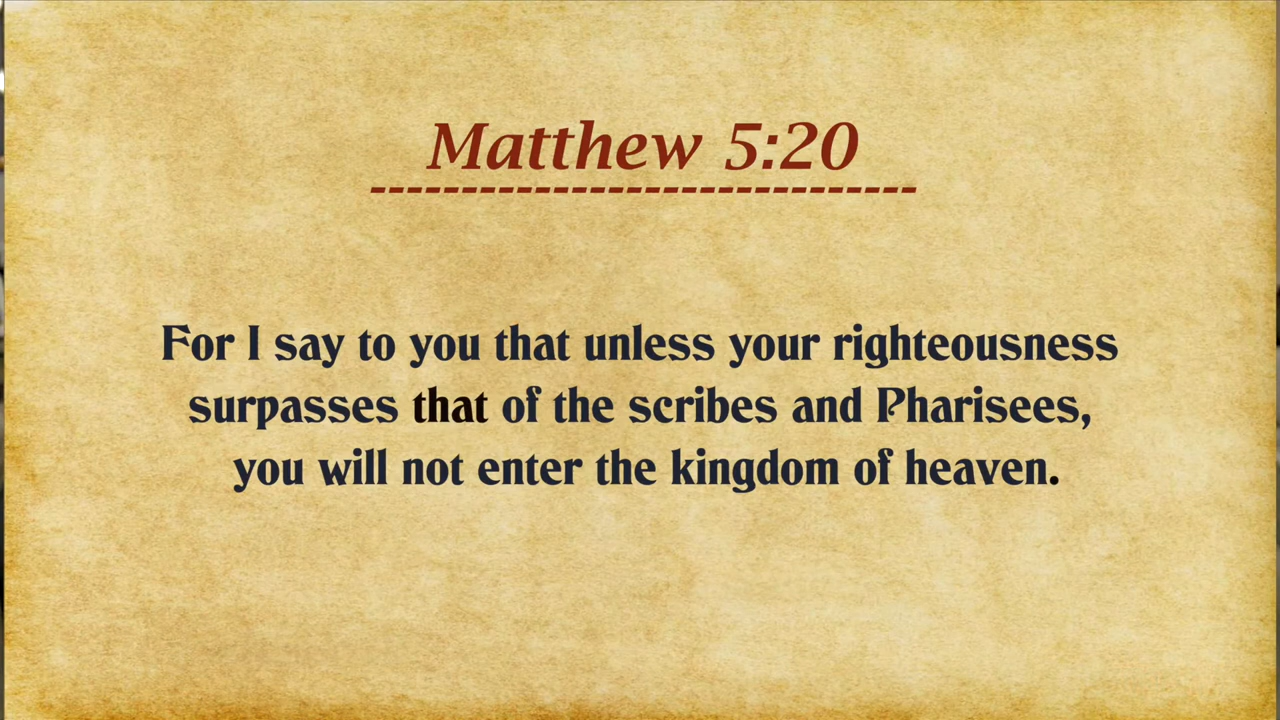 Matthew 5:20
------------------------------
For I say to you that unless your righteousness
surpasses that of the scribes and Pharisees,
you will not enter the kingdom of heaven.